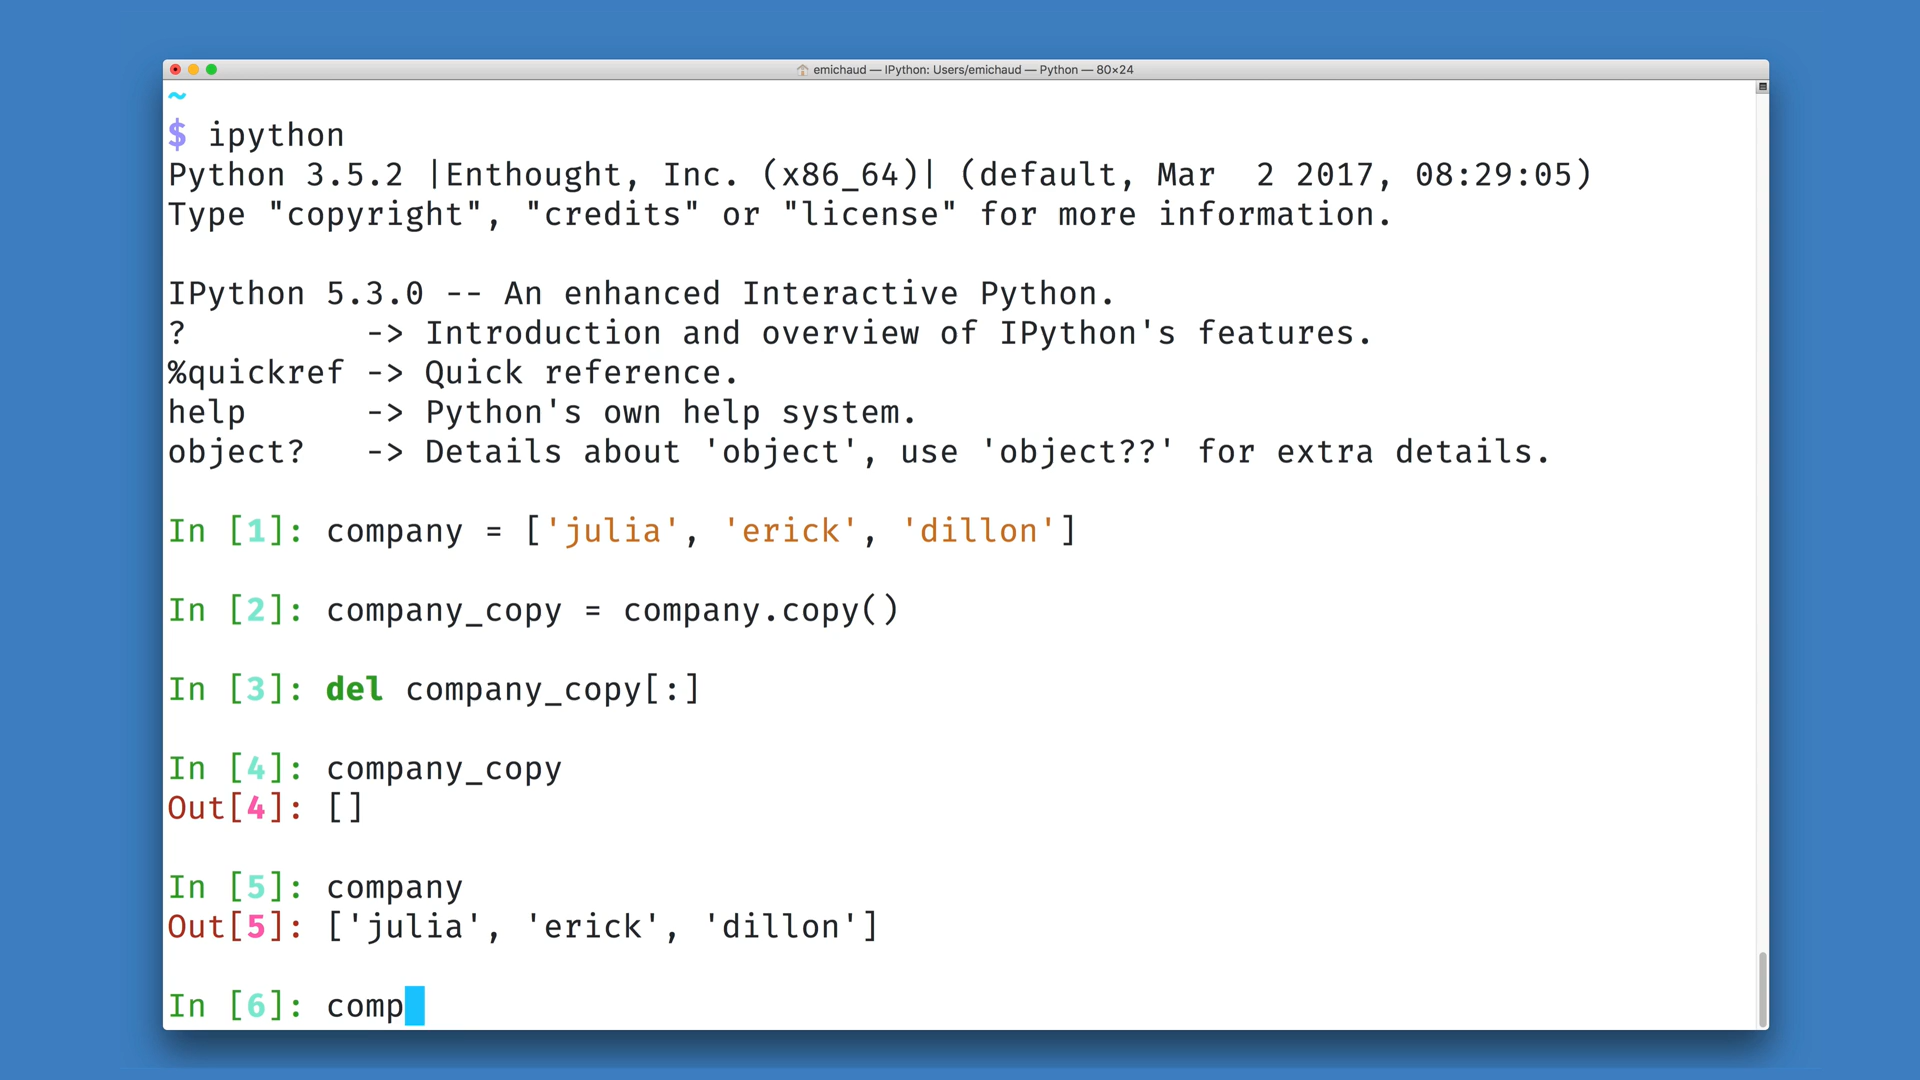 emichaud — IPython: Users/emichaud — Python — 80×24
~
$ ipython
Python 3.5.2 |Enthought, Inc. (x86_64)| (default, Mar  2 2017, 08:29:05)
Type "copyright", "credits" or "license" for more information.
IPython 5.3.0 -- An enhanced Interactive Python.
?         -> Introduction and overview of IPython's features.
%quickref -> Quick reference.
help      -> Python's own help system.
object?   -> Details about 'object', use 'object??' for extra details.
In [1]: company = ['julia', 'erick', 'dillon']
In [2]: company_copy = company.copy()
In [3]: del company_copy[:]
In [4]: company_copy
Out[4]: []
In [5]: company
Out[5]: ['julia', 'erick', 'dillon']
In [6]: comp